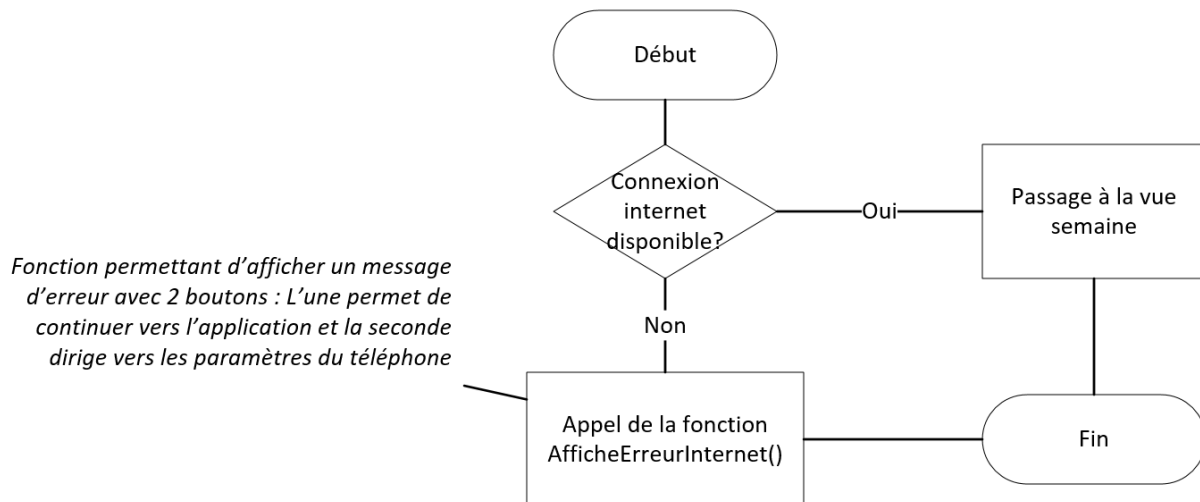 Début
Connexion
internet
disponible?
Oui
Passage à la vue
semaine
Fonction permettant d’afficher un message
d’erreur avec 2 boutons : L’une permet de
continuer vers l’application et la seconde
dirige vers les paramètres du téléphone
Non
Appel de la fonction
AfficheErreurInternet()
Fin